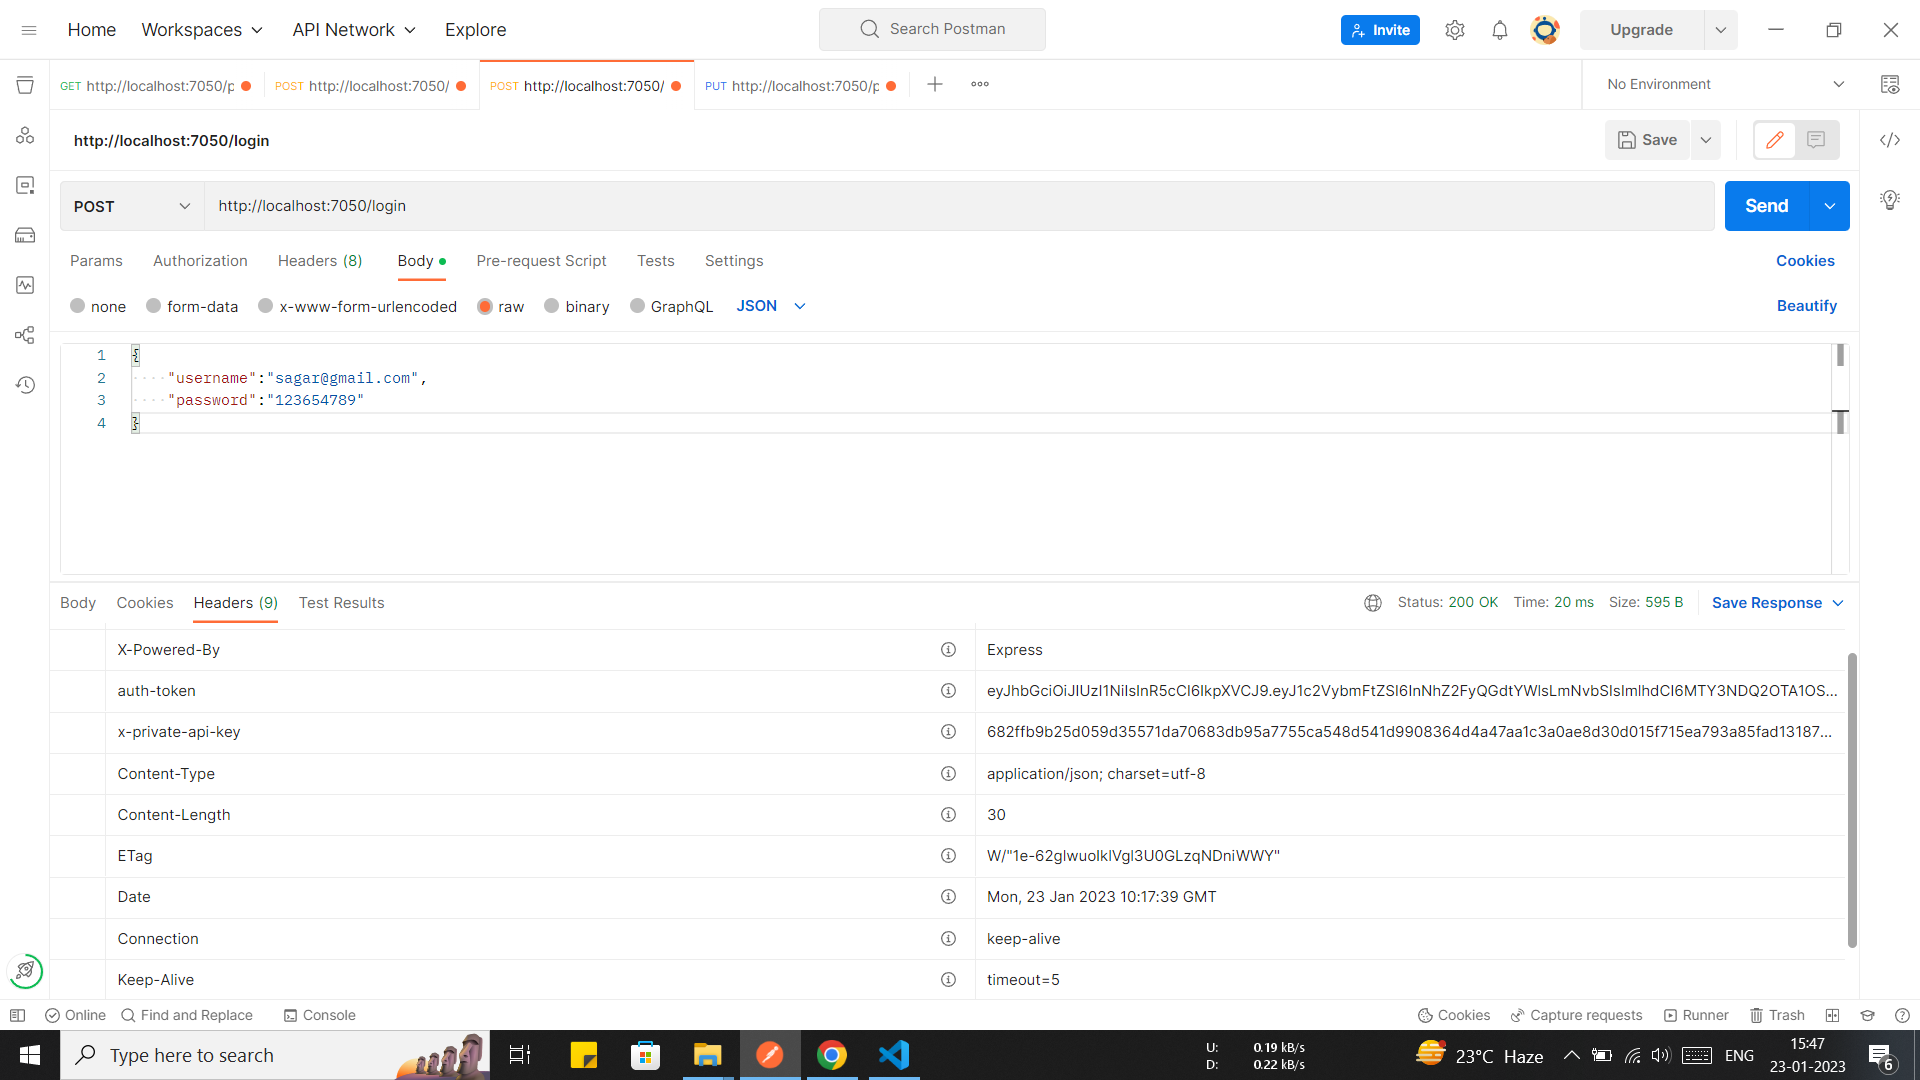 Home
Workspaces
API Network
Explore
Search Postman
Invite
Upgrade
GET http://localhost:7050/p
POST http://localhost:7050/
POST http://localhost:7050/
PUT http://localhost:7050/p
No Environment
http://localhost:7050/login
Save
POST
http://localhost:7050/login
Send
Params
Authorization
Headers (8)
Body
Pre-request Script
Tests
Settings
Cookies
none
form-data
x-www-form-urlencoded
raw
binary
GraphQL
JSON
Beautify
1 {
2 "username":"sagar@gmail.com",
3 "password":"123654789"
4 }
Body
Cookies
Headers (9)
Test Results
Status: 200 OK
Time: 20 ms
Size: 595 B
Save Response
X-Powered-By
Express
auth-token
eyJhbGciOiJIUzI1NiIsInR5cCI6IkpXVCJ9.eyJ1c2VybmFtZSI6InNhZ2FyQGdtYWlsLmNvbSIsImlhdCI6MTY3NDQ2OTA1OS...
x-private-api-key
682ffb9b25d059d35571da70683db95a7755ca548d541d9908364d4a47aa1c3a0ae8d30d015f715ea793a85fad13187...
Content-Type
application/json; charset=utf-8
Content-Length
30
ETag
W/"1e-62glwuoIklVgl3U0GLzqNDniWWY"
Date
Mon, 23 Jan 2023 10:17:39 GMT
Connection
keep-alive
Keep-Alive
timeout=5
Online
Find and Replace
Console
Cookies
Capture requests
Runner
Trash
Type here to search
U: 0.19 kB/s
D: 0.22 kB/s
23°C Haze
ENG
15:47
23-01-2023
6